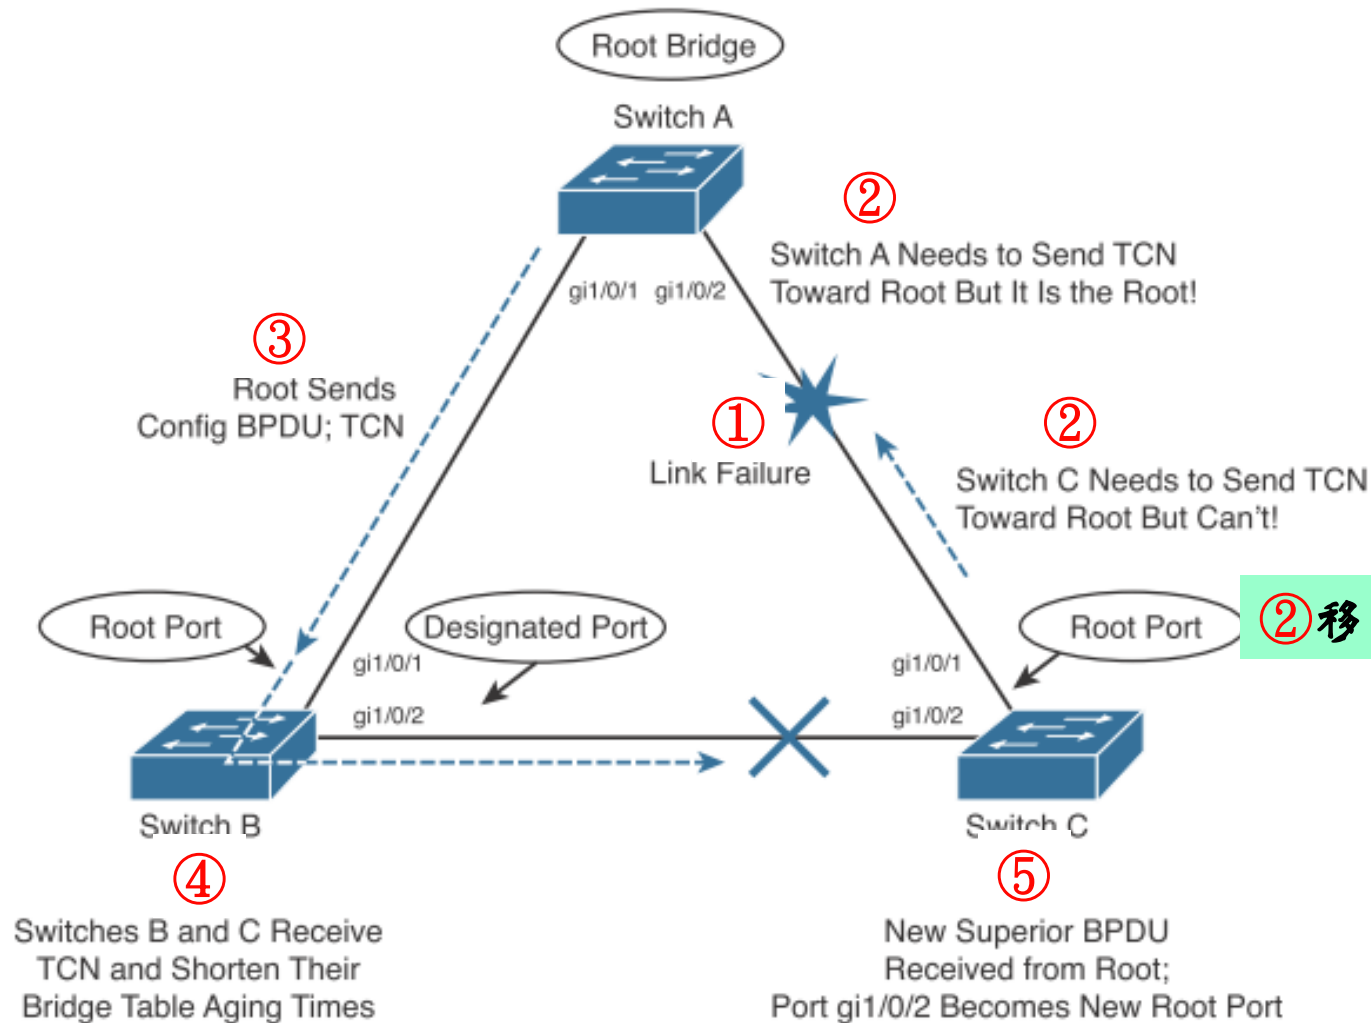 Root Bridge
Switch A
②
Switch A Needs to Send TCN
Toward Root But It Is the Root!
gi1/0/1 gi1/0/2
③
Root Sends
Config BPDU; TCN
①
Link Failure
②
Switch C Needs to Send TCN
Toward Root But Can't!
Root Port
Designated Port
Root Port
②移
gi1/0/1
gi1/0/1
gi1/0/2
gi1/0/2
Switch B
Switch C
④
Switches B and C Receive
TCN and Shorten Their
Bridge Table Aging Times
⑤
New Superior BPDU
Received from Root;
Port gi1/0/2 Becomes New Root Port